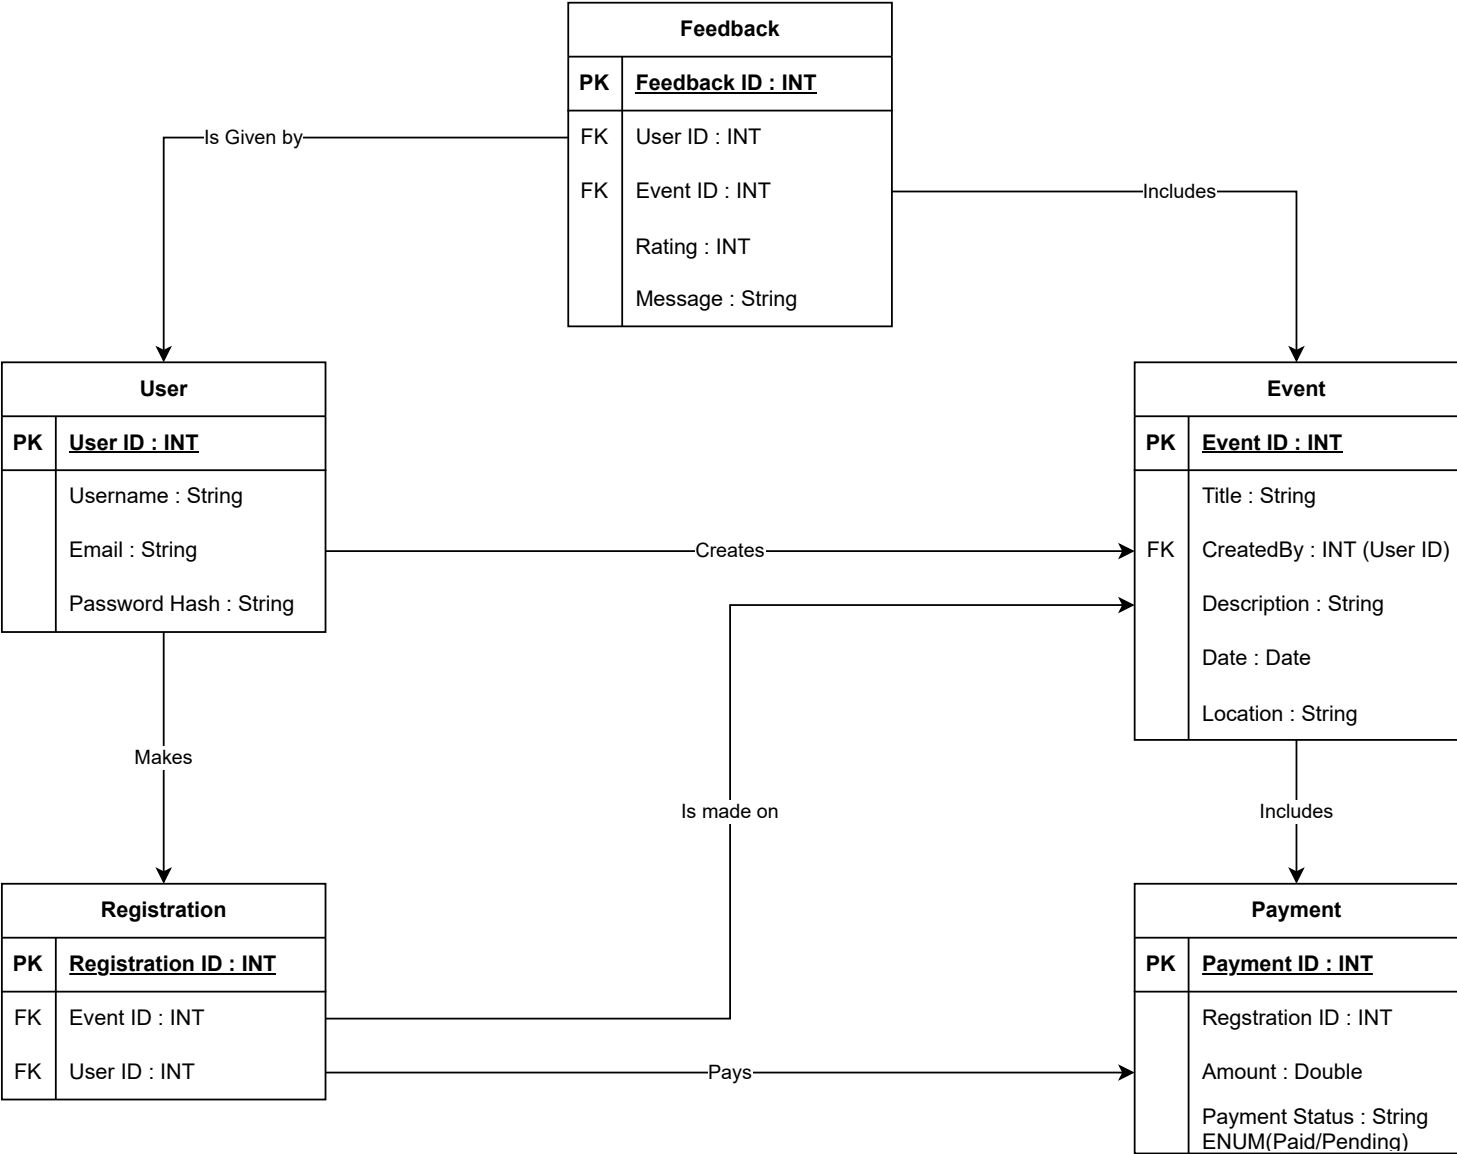 Feedback
PK Feedback ID : INT
FK User ID : INT
FK Event ID : INT
Rating : INT
Message : String
Is Given by
Includes
User
PK User ID : INT
Username : String
Email : String
Password Hash : String
Event
PK Event ID : INT
Title : String
FK CreatedBy : INT (User ID)
Description : String
Date : Date
Location : String
Creates
Makes
Is made on
Includes
Registration
PK Registration ID : INT
FK Event ID : INT
FK User ID : INT
Pays
Payment
PK Payment ID : INT
Regstration ID : INT
Amount : Double
Payment Status : String
ENUM(Paid/Pending)